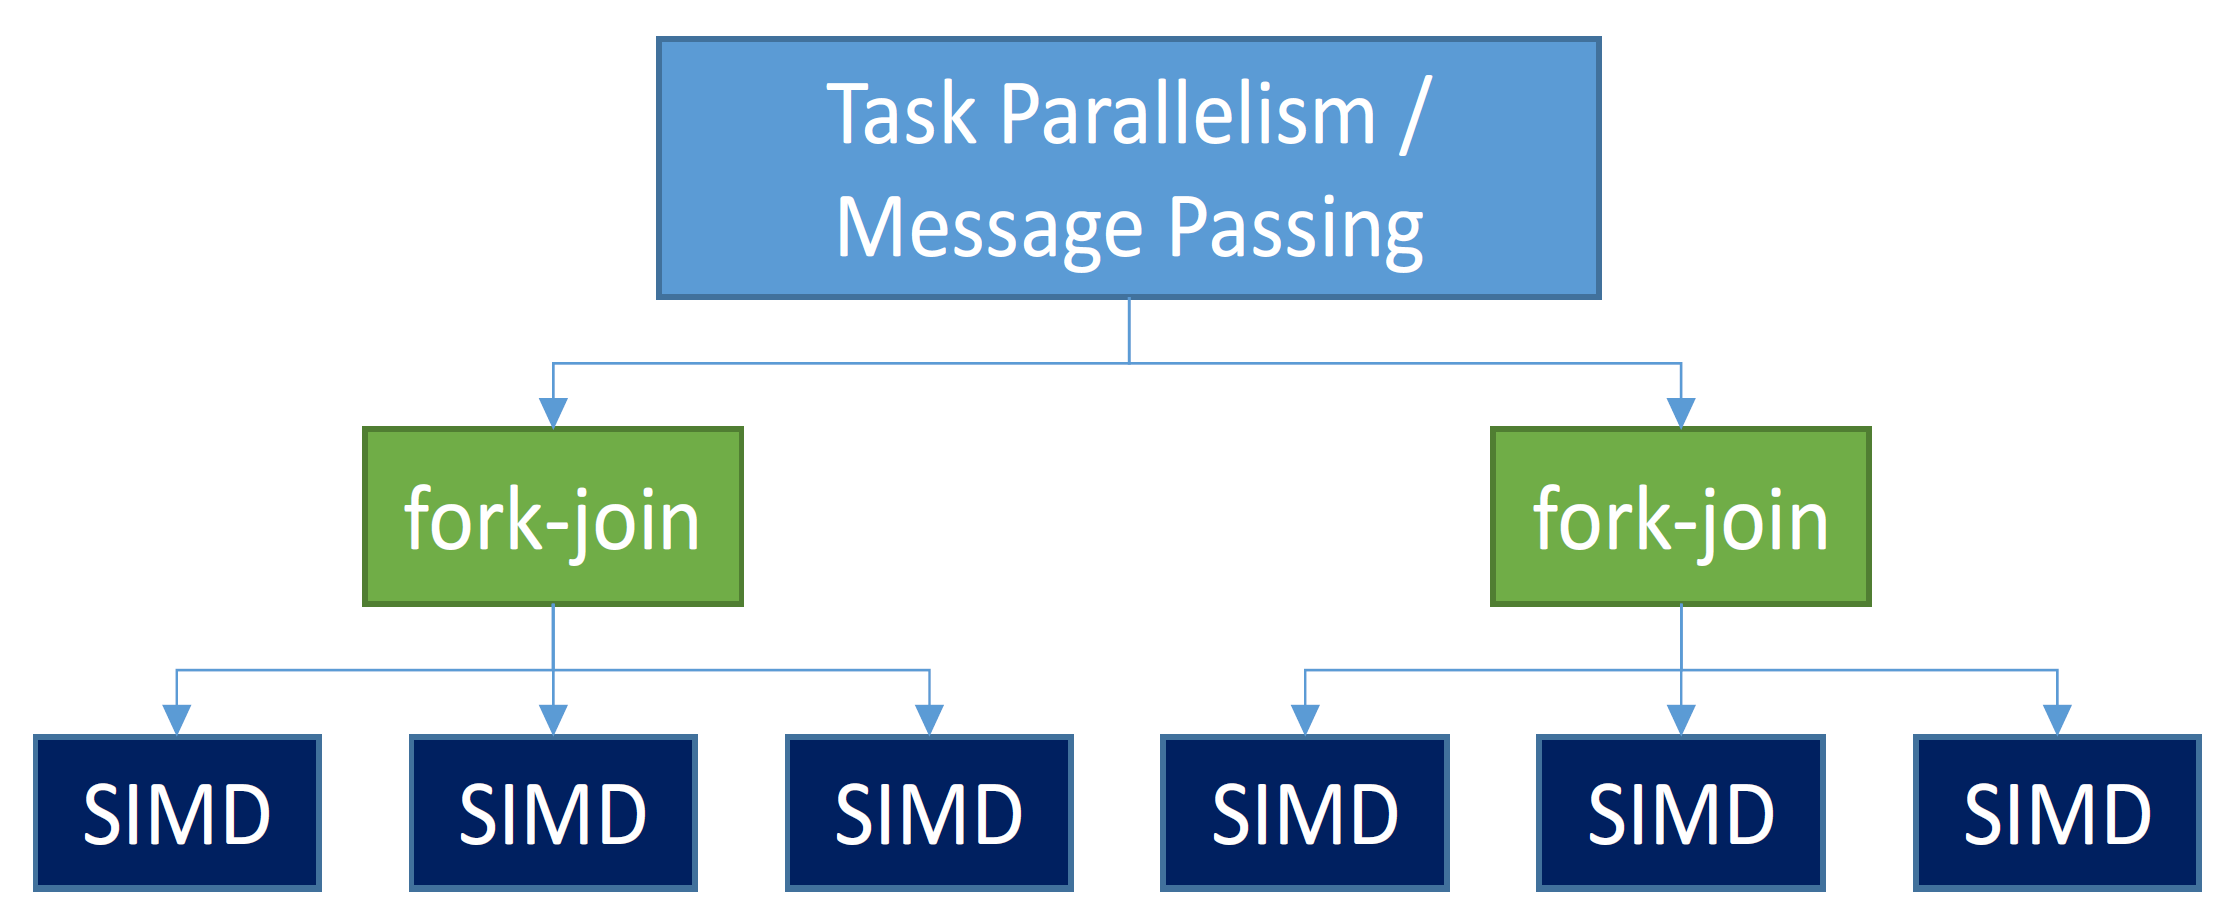 Task Parallelism /
Message Passing
fork-join
fork-join
SIMD
SIMD
SIMD
SIMD
SIMD
SIMD